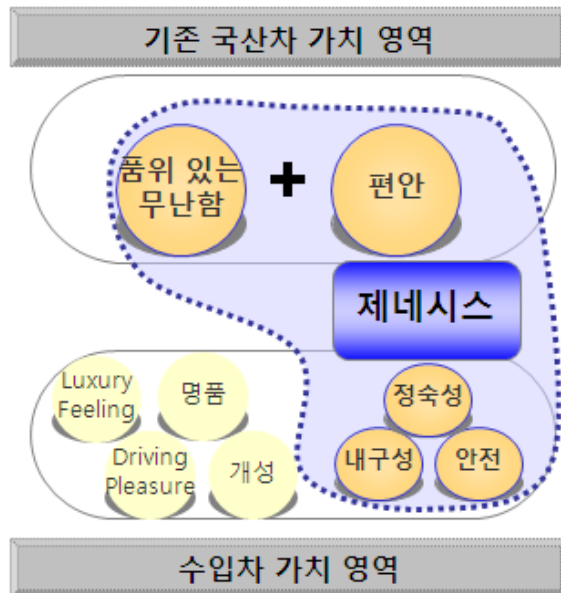 기존 국산차 가치 영역
품위 있는
무난함
+
편안
제네시스
Luxury
Feeling
명품
정숙성
Driving
Pleasure
개성
내구성
안전
수입차 가치 영역